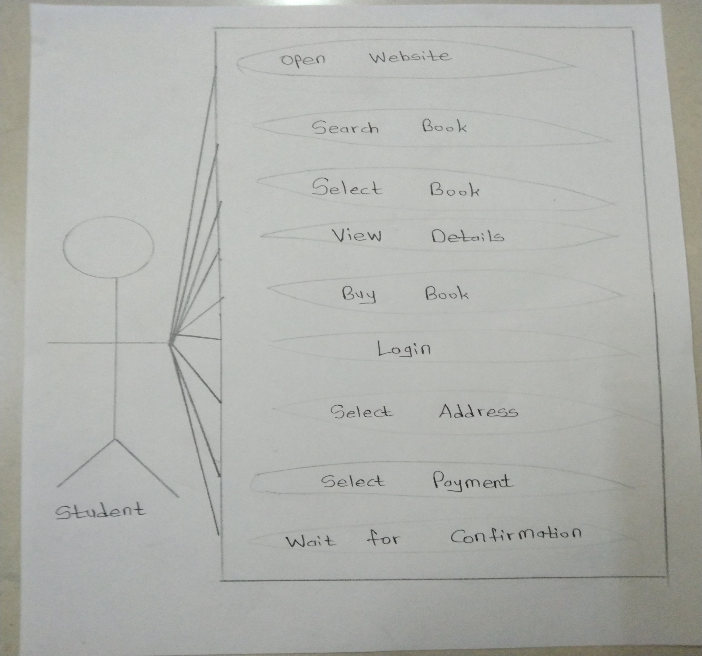 Open Website
Search Book
Select Book
View Details
Buy Book
Login
Select Address
Select Payment
Wait for Confirmation
Student